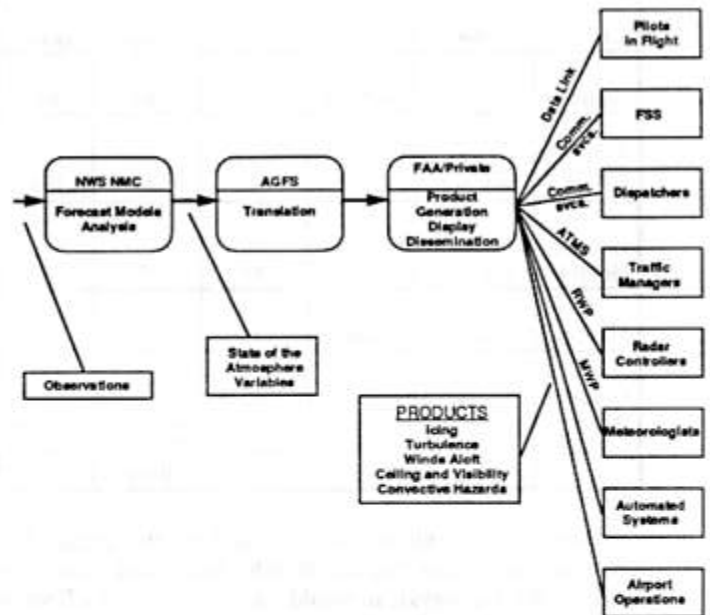 Pilots
In Flight
Data Link
FSS
Comm.
svcs.
NWS NMC
Forecast Models
Analysis
AGFS
Translation
FAA/Private
Product
Generation
Display
Dissemination
Comm.
svcs.
Dispatchers
ATMS
Traffic
Managers
RWP
Radar
Controllers
MWP
Meteorologists
Observations
State of the
Atmosphere
Variables
PRODUCTS
Icing
Turbulence
Winds Aloft
Ceiling and Visibility
Convective Hazards
Automated
Systems
Airport
Operations